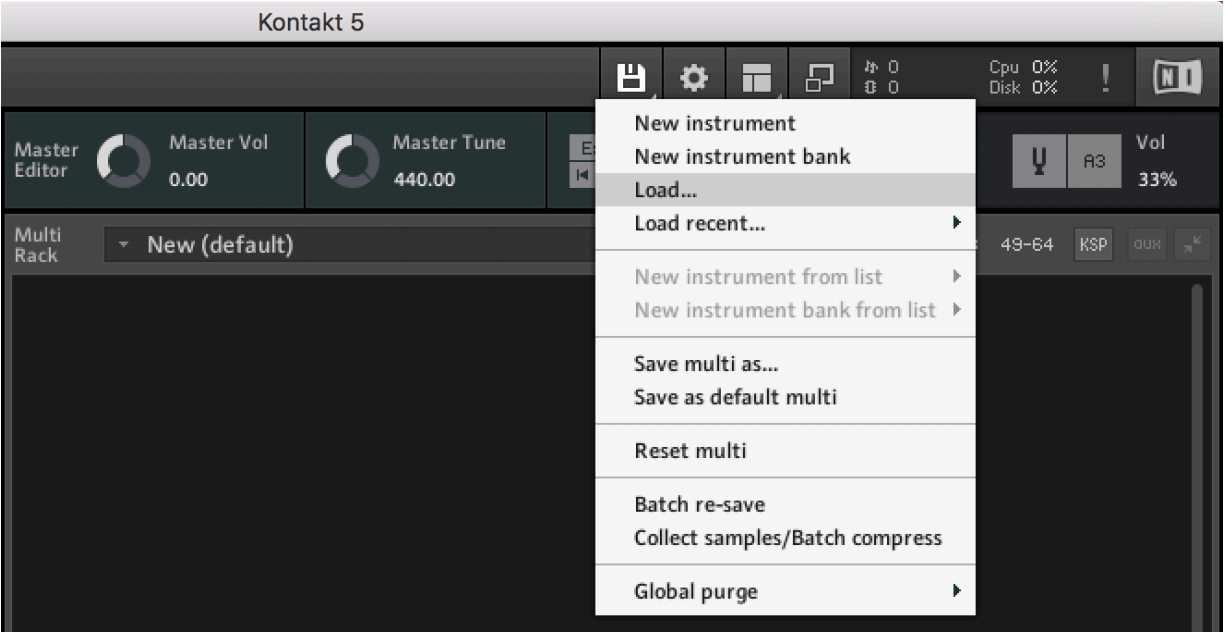 Kontakt 5
0
0
Cpu 0%
Disk 0%
!
NI
Master
Editor
Master Vol
0.00
Master Tune
440.00
A3
Vol
33%
Multi
Rack
New (default)
49-64
KSP
aux
New instrument
New instrument bank
Load...
Load recent...
New instrument from list
New instrument bank from list
Save multi as...
Save as default multi
Reset multi
Batch re-save
Collect samples/Batch compress
Global purge